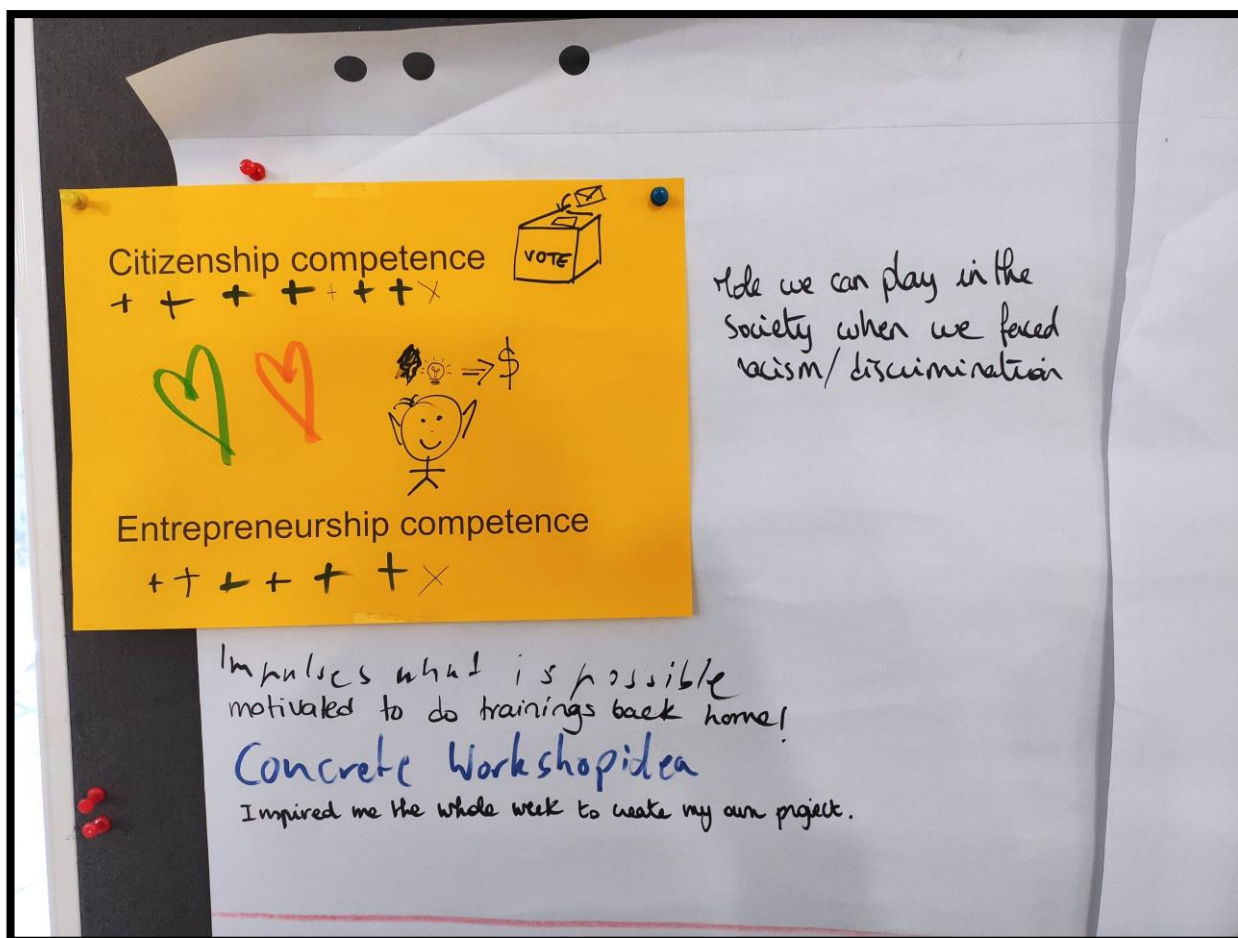 Citizenship competence
VOTE
+ + + + + + + ×
⇒ $
Entrepreneurship competence
+ + + + + + ×
Role we can play in the
society when we faced
racism/discrimination
Impulses what is possible
motivated to do trainings back home!
Concrete Workshopidea
Inspired me the whole week to create my own project.